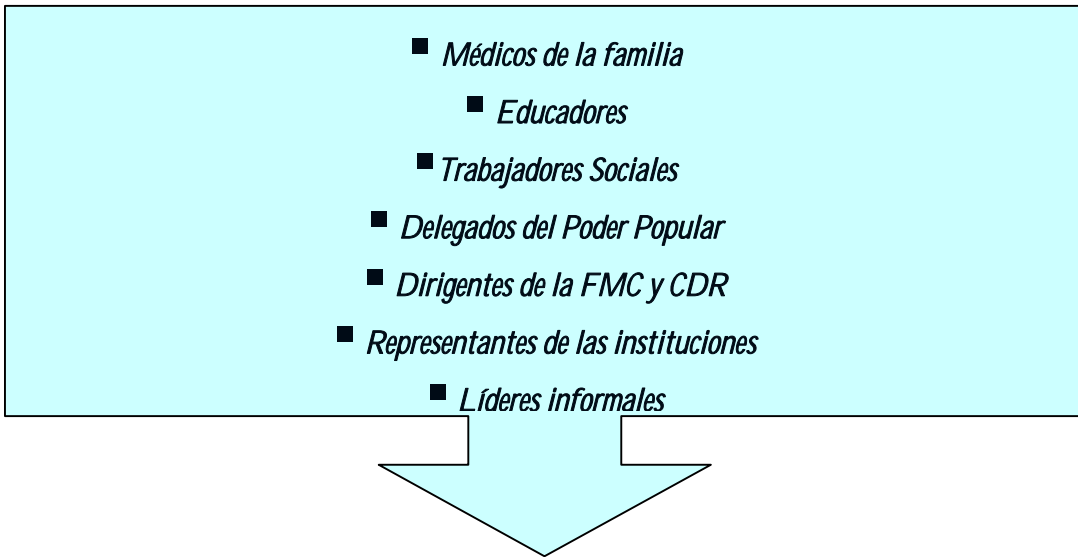 ▪ Médicos de la familia
▪ Educadores
▪ Trabajadores Sociales
▪ Delegados del Poder Popular
▪ Dirigentes de la FMC y CDR
▪ Representantes de las instituciones
▪ Líderes informales